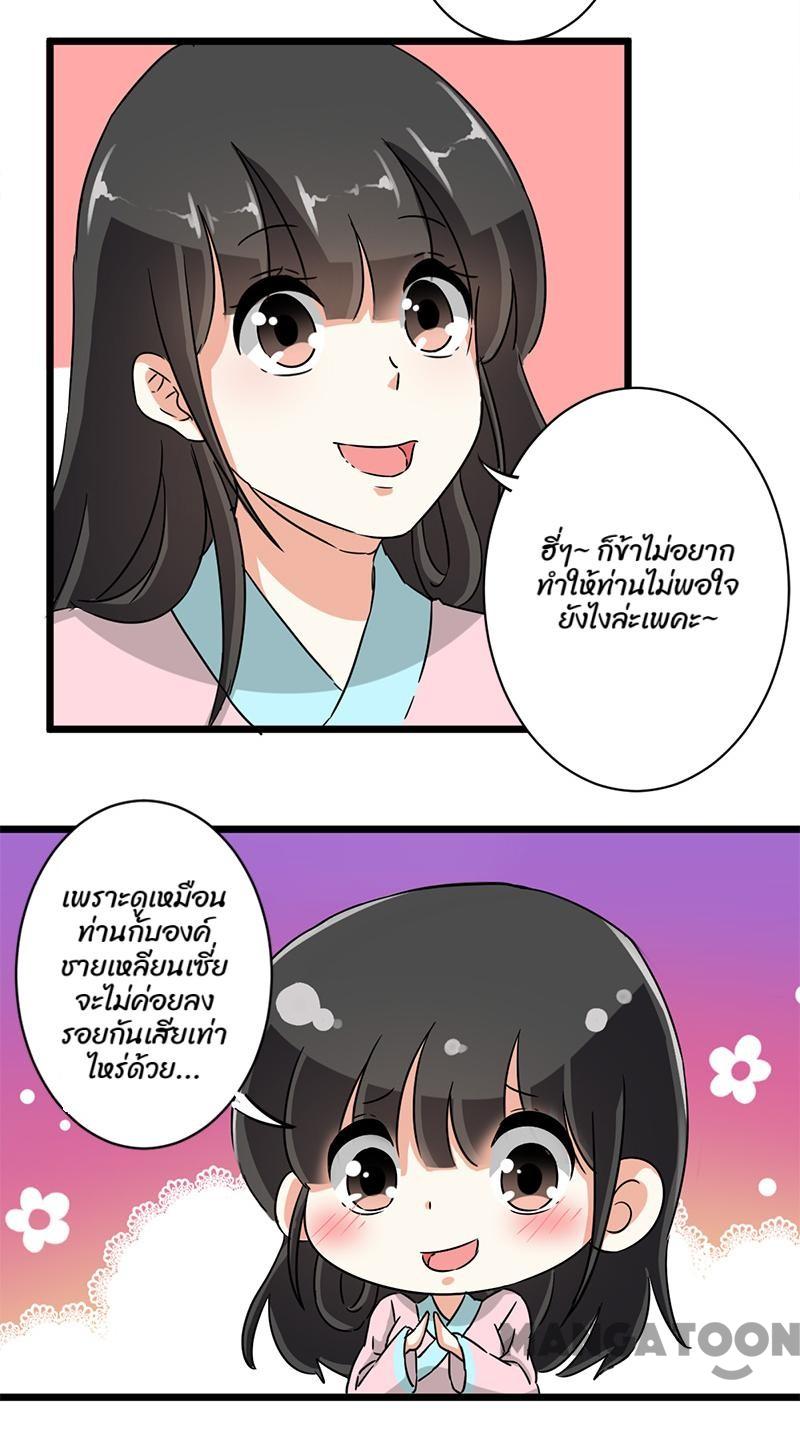 ฮี่ๆ~ ก็ข้าไม่อยาก
ทำให้ท่านไม่พอใจ
ยังไงล่ะเพคะ~
เพราะดูเหมือน
ท่านกับองค์
ชายเหลียนเซี่ย
จะไม่ค่อยลง
รอยกันเสียเท่า
ไหร่ด้วย...
MANGATOON